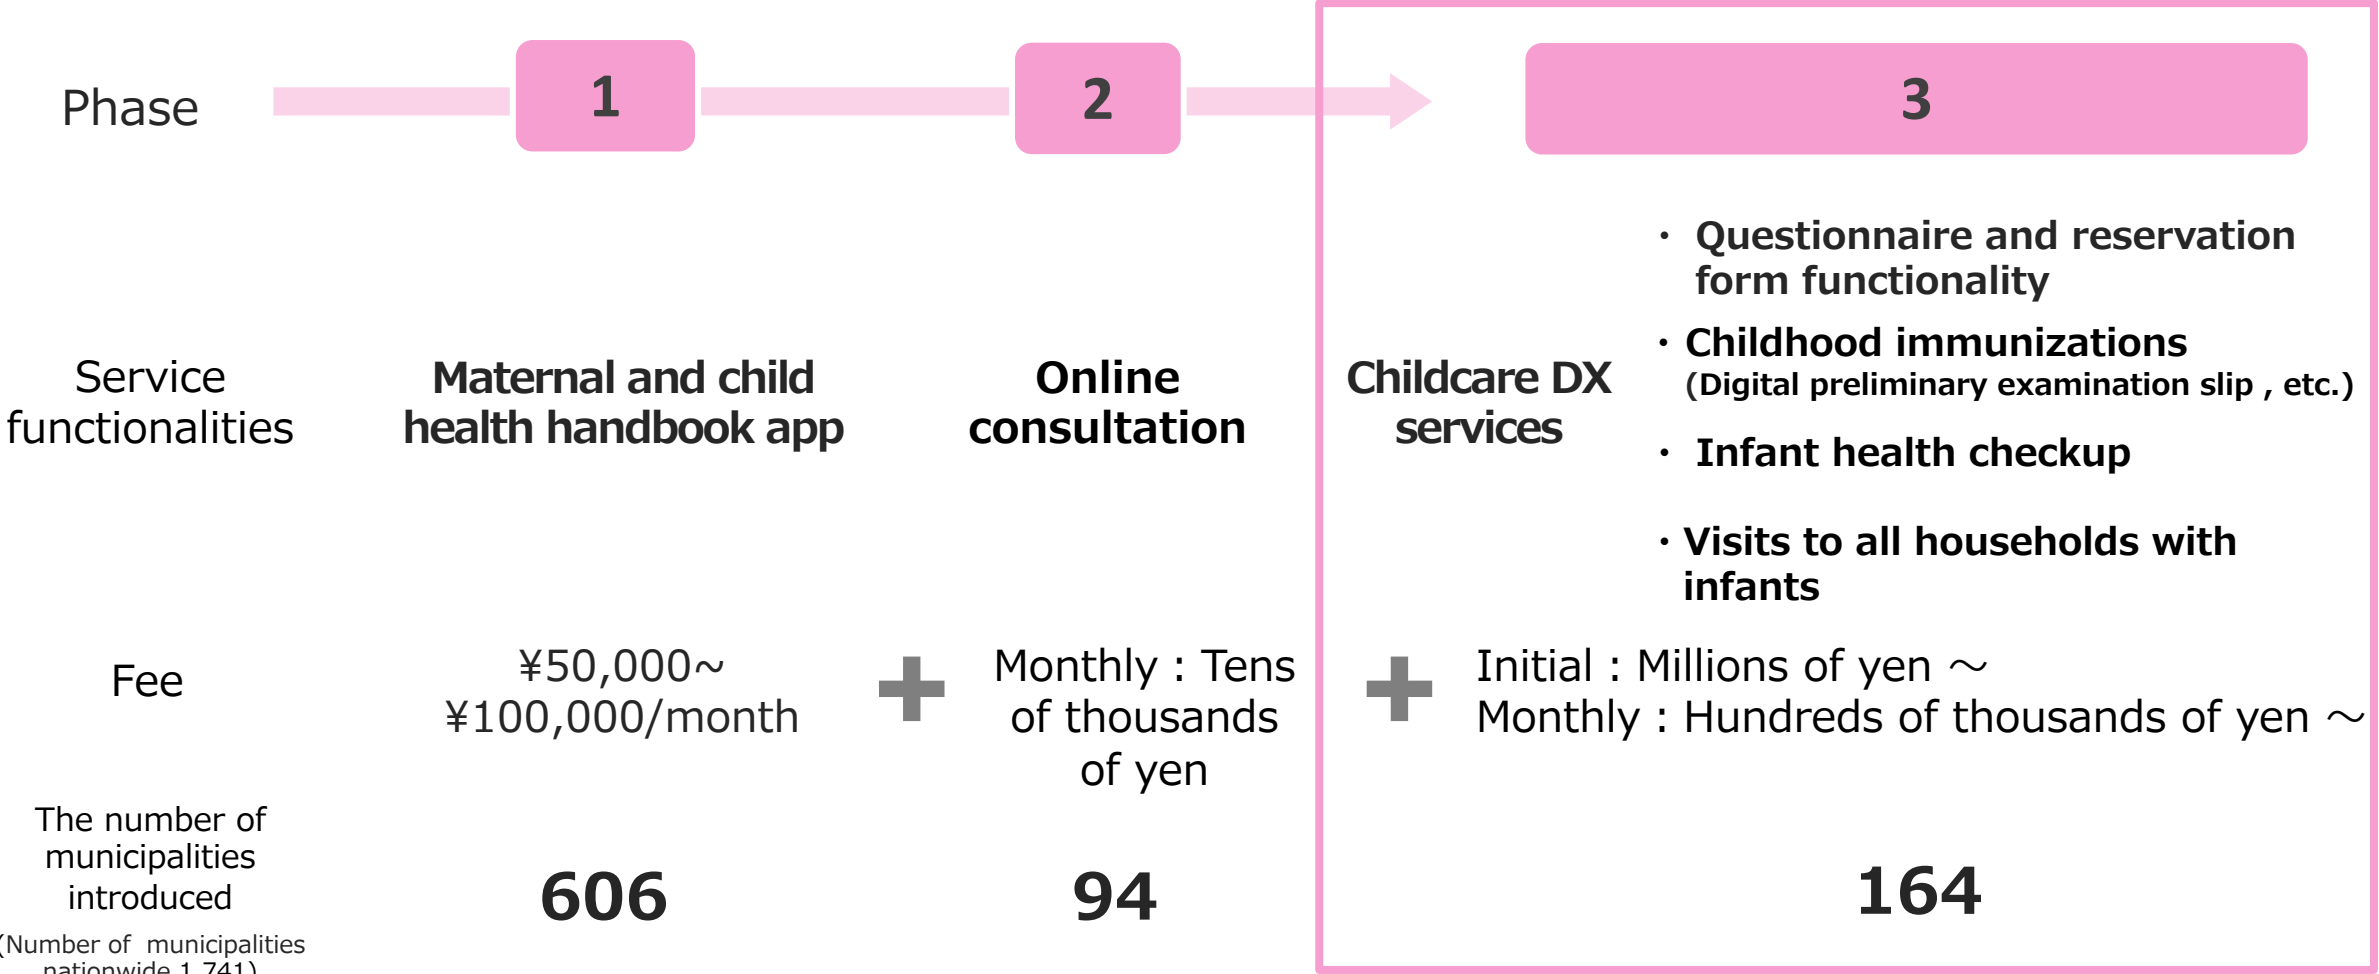 Phase
1
2
3
Service
functionalities
Maternal and child
health handbook app
Online
consultation
Childcare DX
services
・ Questionnaire and reservation
form functionality
・Childhood immunizations
(Digital preliminary examination slip , etc.)
・ Infant health checkup
・Visits to all households with
infants
Fee
¥50,000~
¥100,000/month
Monthly : Tens
of thousands
of yen
Initial : Millions of yen ～
Monthly : Hundreds of thousands of yen ～
The number of
municipalities
introduced
(Number of municipalities
nationwide 1,741)
606
94
164